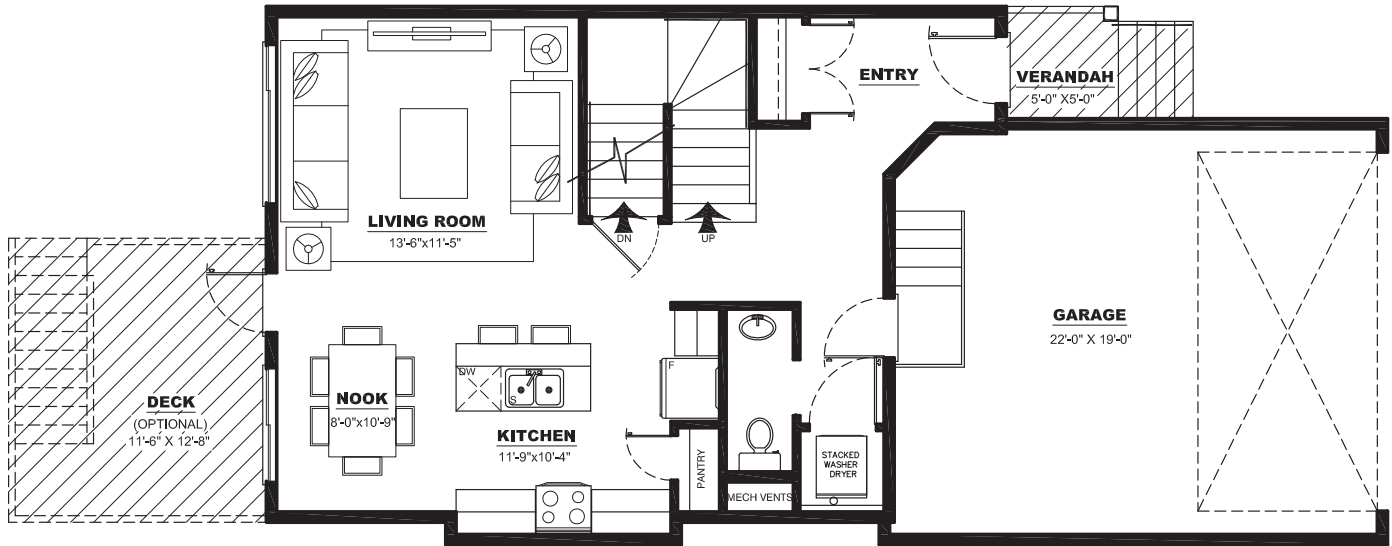 ENTRY
VERANDAH
5'-0" X5'-0"
LIVING ROOM
13'-6"x11'-5"
DN
UP
GARAGE
22'-0" X 19'-0"
F
DW
S
DECK
(OPTIONAL)
11'-6" X 12'-8"
NOOK
8'-0"x10'-9"
KITCHEN
11'-9"x10'-4"
PANTRY
STACKED
WASHER
DRYER
MECH VENTS